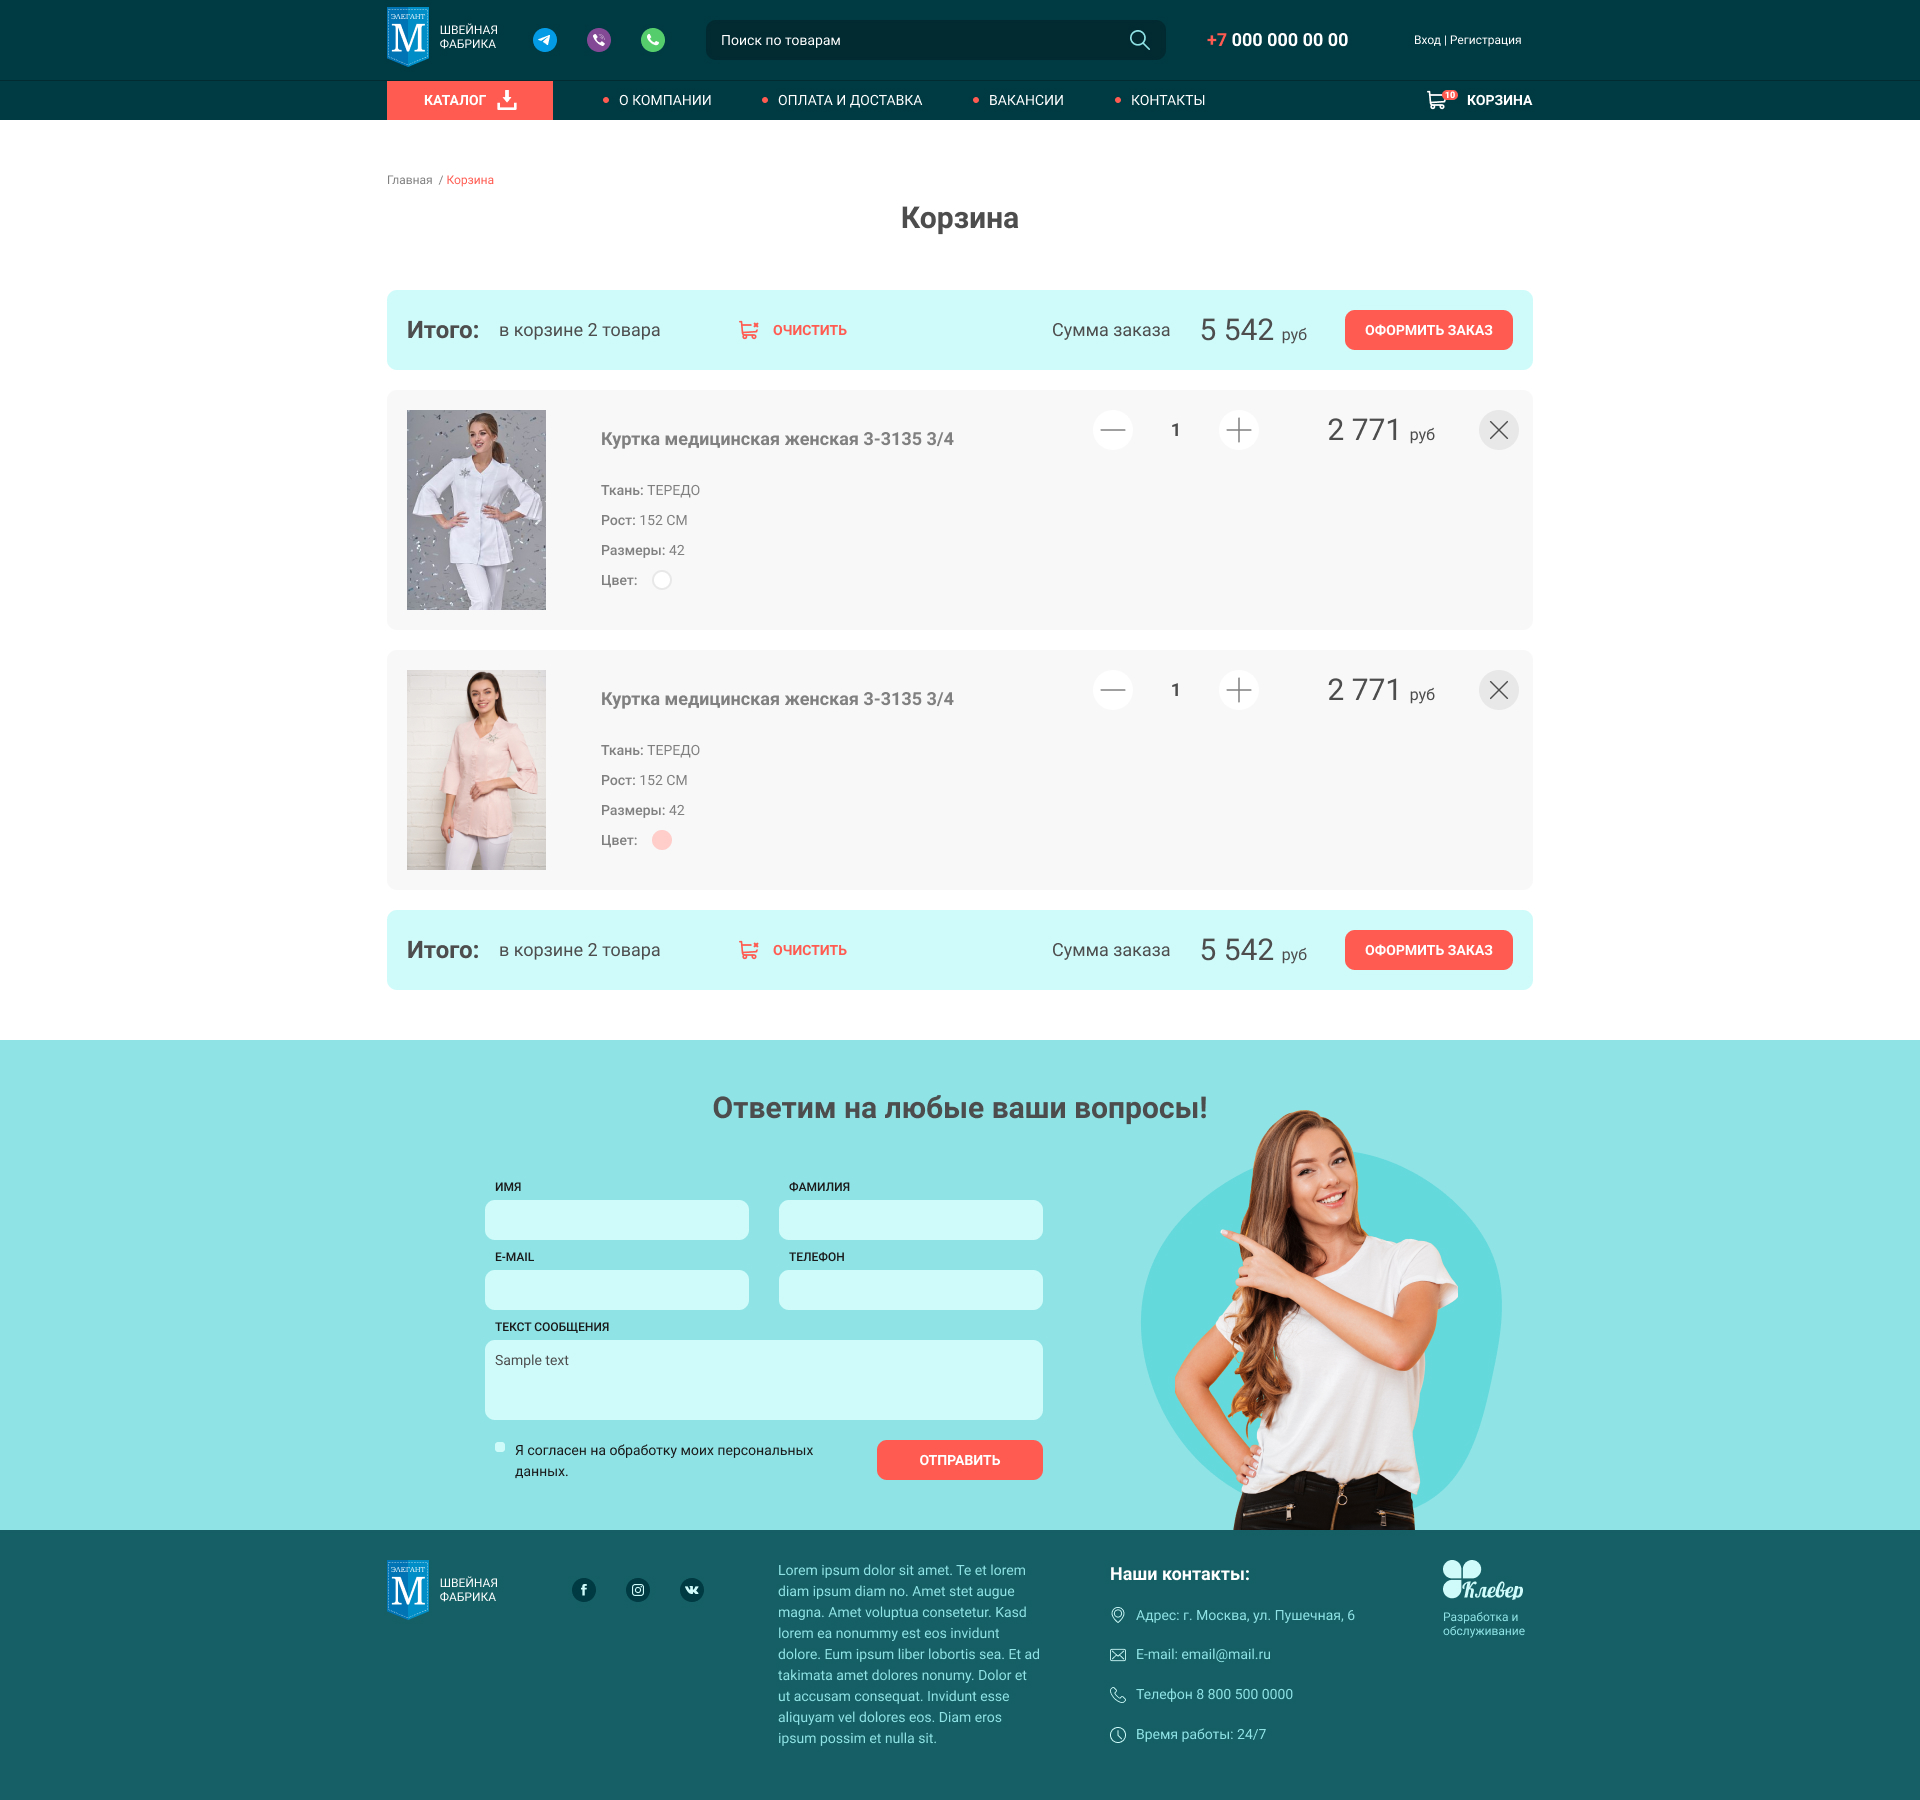 ЭЛЕГАНТ
М
ШВЕЙНАЯ
ФАБРИКА
Поиск по товарам
+7 000 000 00 00
Вход | Регистрация
КАТАЛОГ
О КОМПАНИИ
ОПЛАТА И ДОСТАВКА
ВАКАНСИИ
КОНТАКТЫ
10
КОРЗИНА
Главная / Корзина
Корзина
Итого: в корзине 2 товара
ОЧИСТИТЬ
Сумма заказа 5 542 руб
ОФОРМИТЬ ЗАКАЗ
Куртка медицинская женская 3-3135 3/4
1
2 771 руб
Ткань: ТЕРЕДО
Рост: 152 СМ
Размеры: 42
Цвет:
Куртка медицинская женская 3-3135 3/4
1
2 771 руб
Ткань: ТЕРЕДО
Рост: 152 СМ
Размеры: 42
Цвет:
Итого: в корзине 2 товара
ОЧИСТИТЬ
Сумма заказа 5 542 руб
ОФОРМИТЬ ЗАКАЗ
Ответим на любые ваши вопросы!
ИМЯ
ФАМИЛИЯ
E-MAIL
ТЕЛЕФОН
ТЕКСТ СООБЩЕНИЯ
Sample text
Я согласен на обработку моих персональных
данных.
ОТПРАВИТЬ
ЭЛЕГАНТ
М
ШВЕЙНАЯ
ФАБРИКА
Lorem ipsum dolor sit amet. Te et lorem
diam ipsum diam no. Amet stet augue
magna. Amet voluptua consetetur. Kasd
lorem ea nonummy est eos invidunt
dolore. Eum ipsum liber lobortis sea. Et ad
takimata amet dolores nonumy. Dolor et
ut accusam consequat. Invidunt esse
aliquyam vel dolores eos. Diam eros
ipsum possim et nulla sit.
Наши контакты:
Адрес: г. Москва, ул. Пушечная, 6
E-mail: email@mail.ru
Телефон 8 800 500 0000
Время работы: 24/7
Клевер
Разработка и
обслуживание